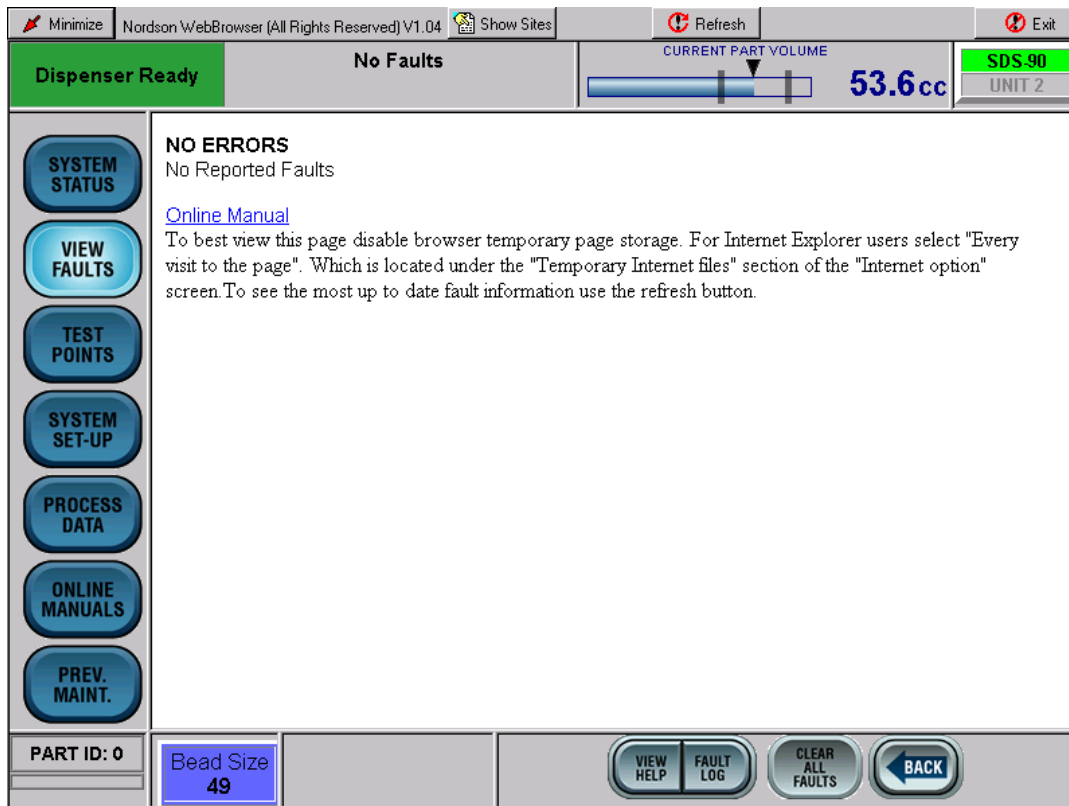 Minimize
Nordson WebBrowser (All Rights Reserved) V1.04
Show Sites
Refresh
Exit
Dispenser Ready
No Faults
CURRENT PART VOLUME
53.6cc
SDS-90
UNIT 2
SYSTEM
STATUS
VIEW
FAULTS
TEST
POINTS
SYSTEM
SET-UP
PROCESS
DATA
ONLINE
MANUALS
PREV.
MAINT.
NO ERRORS
No Reported Faults
Online Manual
To best view this page disable browser temporary page storage. For Internet Explorer users select "Every
visit to the page". Which is located under the "Temporary Internet files" section of the "Internet option"
screen.To see the most up to date fault information use the refresh button.
PART ID: 0
Bead Size
49
VIEW
HELP
FAULT
LOG
CLEAR
ALL
FAULTS
BACK